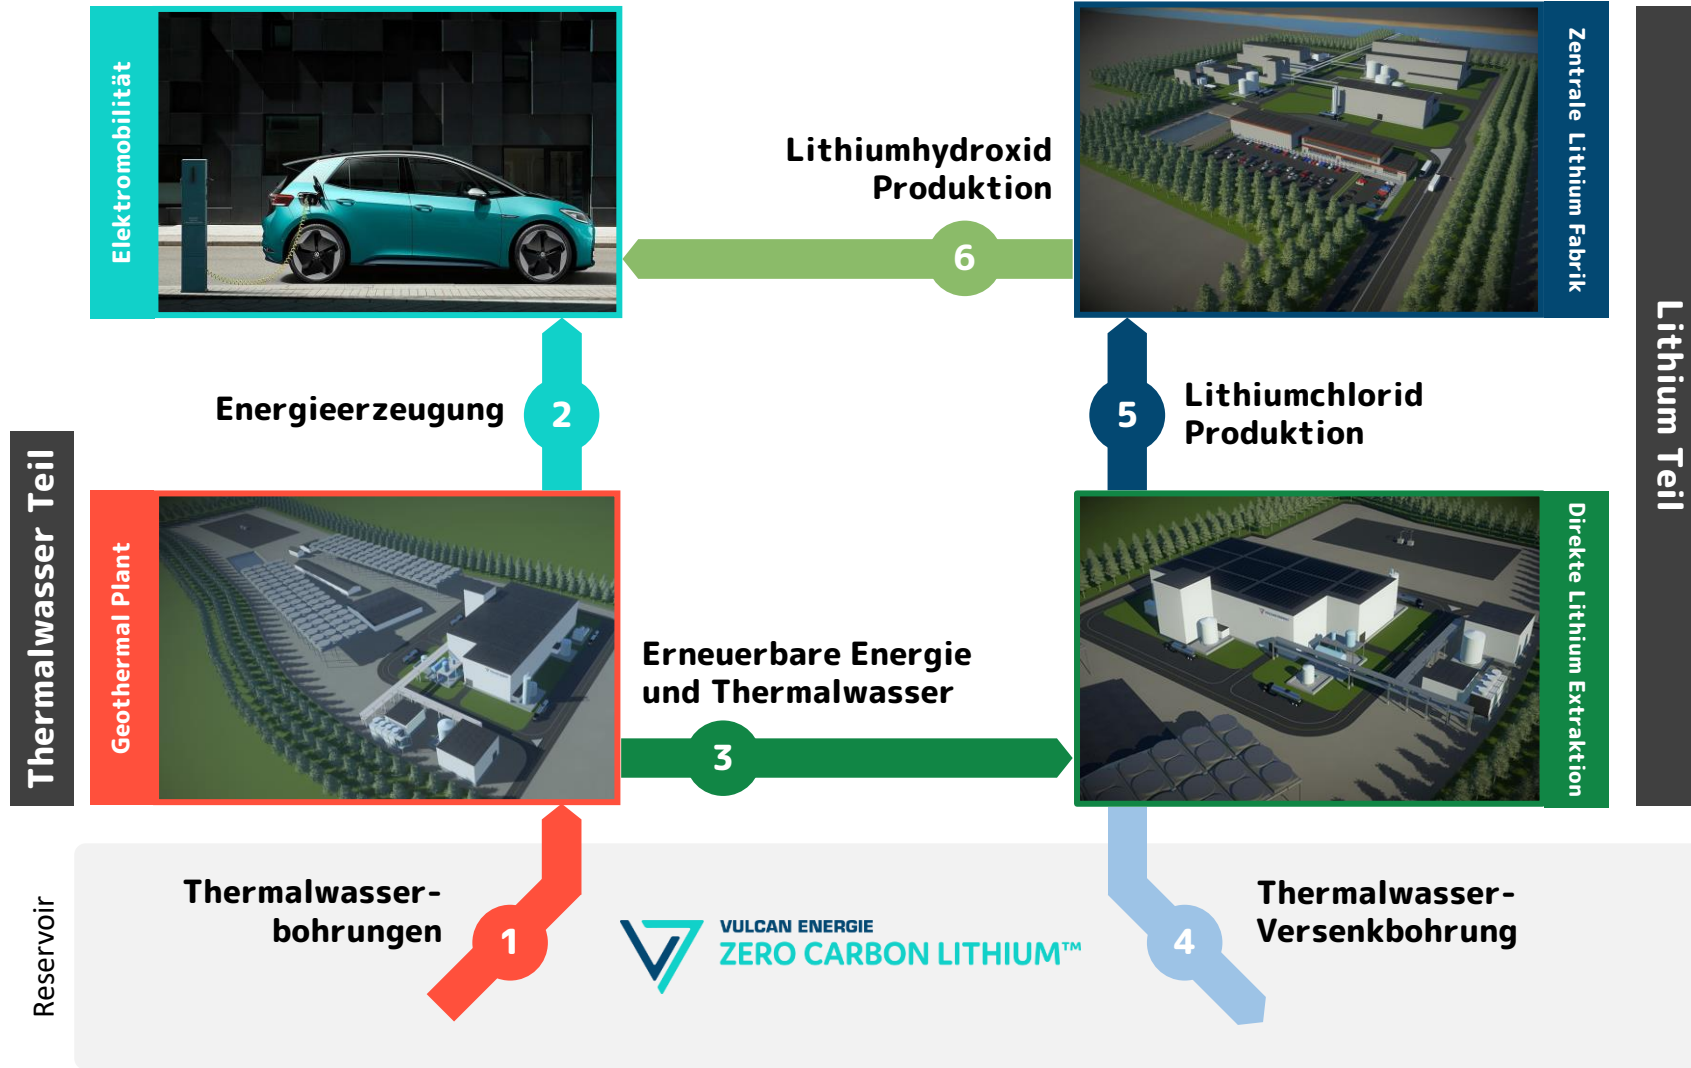 Elektromobilität
Lithiumhydroxid
Produktion
6
Zentrale Lithium Fabrik
Energieerzeugung
2
5
Lithiumchlorid
Produktion
Lithium Teil
Thermalwasser Teil
Geothermal Plant
Erneuerbare Energie
und Thermalwasser
3
Direkte Lithium Extraktion
Reservoir
Thermalwasser-
bohrungen
1
VULCAN ENERGIE
ZERO CARBON LITHIUM™
4
Thermalwasser-
Versenkbohrung